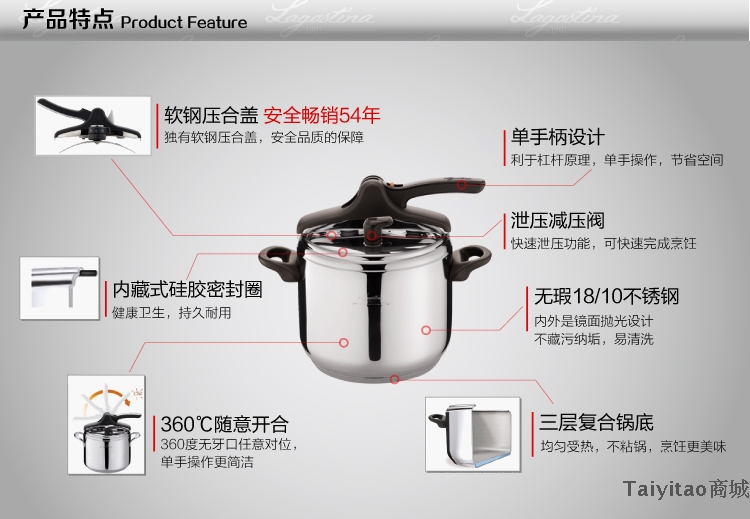 产品特点 Product Feature
Lagostina
Lagostina
Lagostina
软钢压合盖 安全畅销54年
独有软钢压合盖，安全品质的保障
单手柄设计
利于杠杆原理，单手操作，节省空间
泄压减压阀
快速泄压功能，可快速完成烹饪
内藏式硅胶密封圈
健康卫生，持久耐用
无瑕18/10不锈钢
内外是镜面抛光设计
不藏污纳垢，易清洗
360℃随意开合
360度无牙口任意对位，
单手操作更简洁
三层复合锅底
均匀受热，不粘锅，烹饪更美味
Taiyitao商城